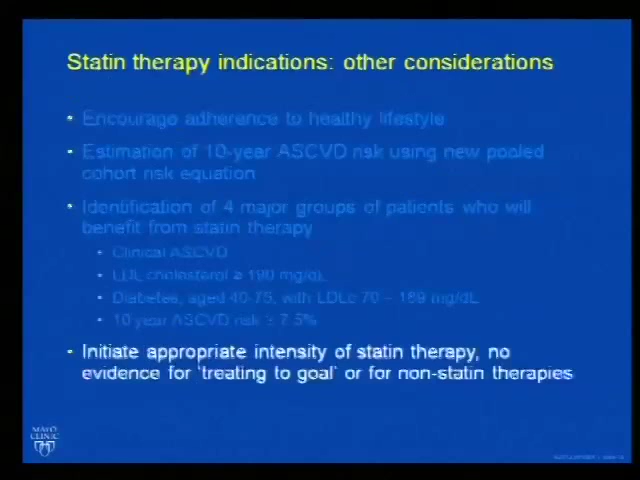 Statin therapy indications: other considerations
• Encourage adherence to healthy lifestyle
• Estimation of 10-year ASCVD risk using new pooled
cohort risk equation
• Identification of 4 major groups of patients who will
benefit from statin therapy
• Clinical ASCVD
• LDL cholesterol ≥ 190 mg/dL
• Diabetes, aged 40-75, with LDLc 70 – 189 mg/dL
• 10 year ASCVD risk ≥ 7.5%
• Initiate appropriate intensity of statin therapy, no
evidence for 'treating to goal' or for non-statin therapies
MAYO
CLINIC